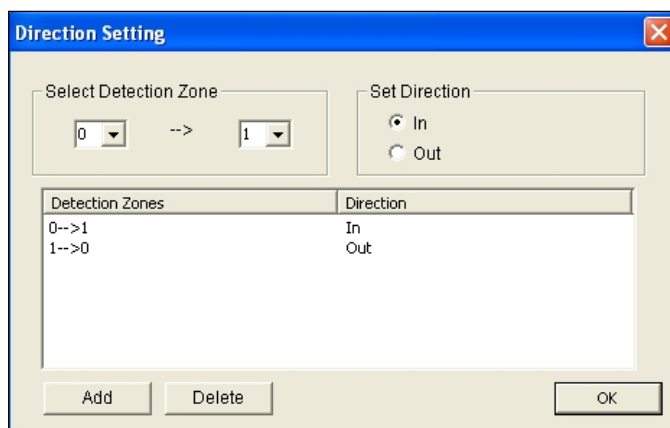 Direction Setting
Select Detection Zone
Set Direction
0 --> 1
In
Out
Detection Zones Direction
0-->1 In
1-->0 Out
Add Delete OK